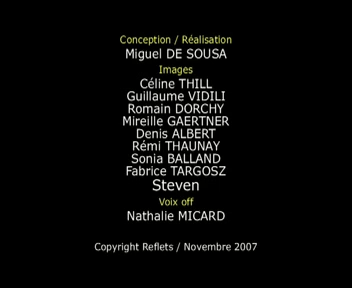 Conception / Réalisation
Miguel DE SOUSA
Images
Céline THILL
Guillaume VIDILI
Romain DORCHY
Mireille GAERTNER
Denis ALBERT
Rémi THAUNAY
Sonia BALLAND
Fabrice TARGOSZ
Steven
Voix off
Nathalie MICARD
Copyright Reflets / Novembre 2007